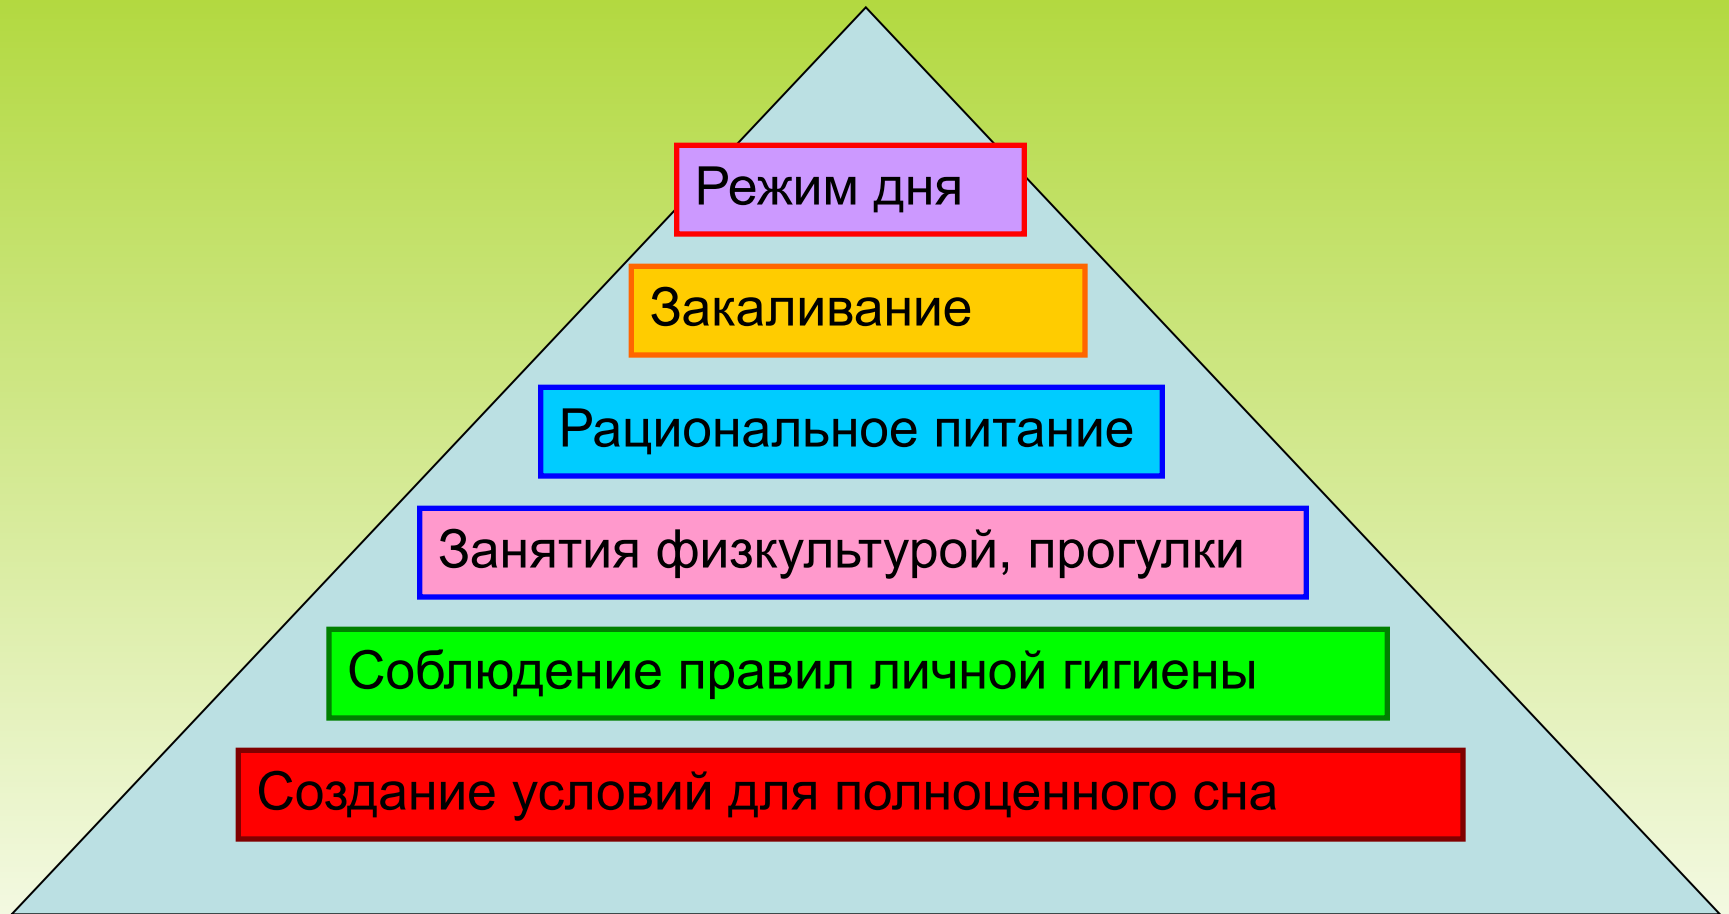 Режим дня
Закаливание
Рациональное питание
Занятия физкультурой, прогулки
Соблюдение правил личной гигиены
Создание условий для полноценного сна